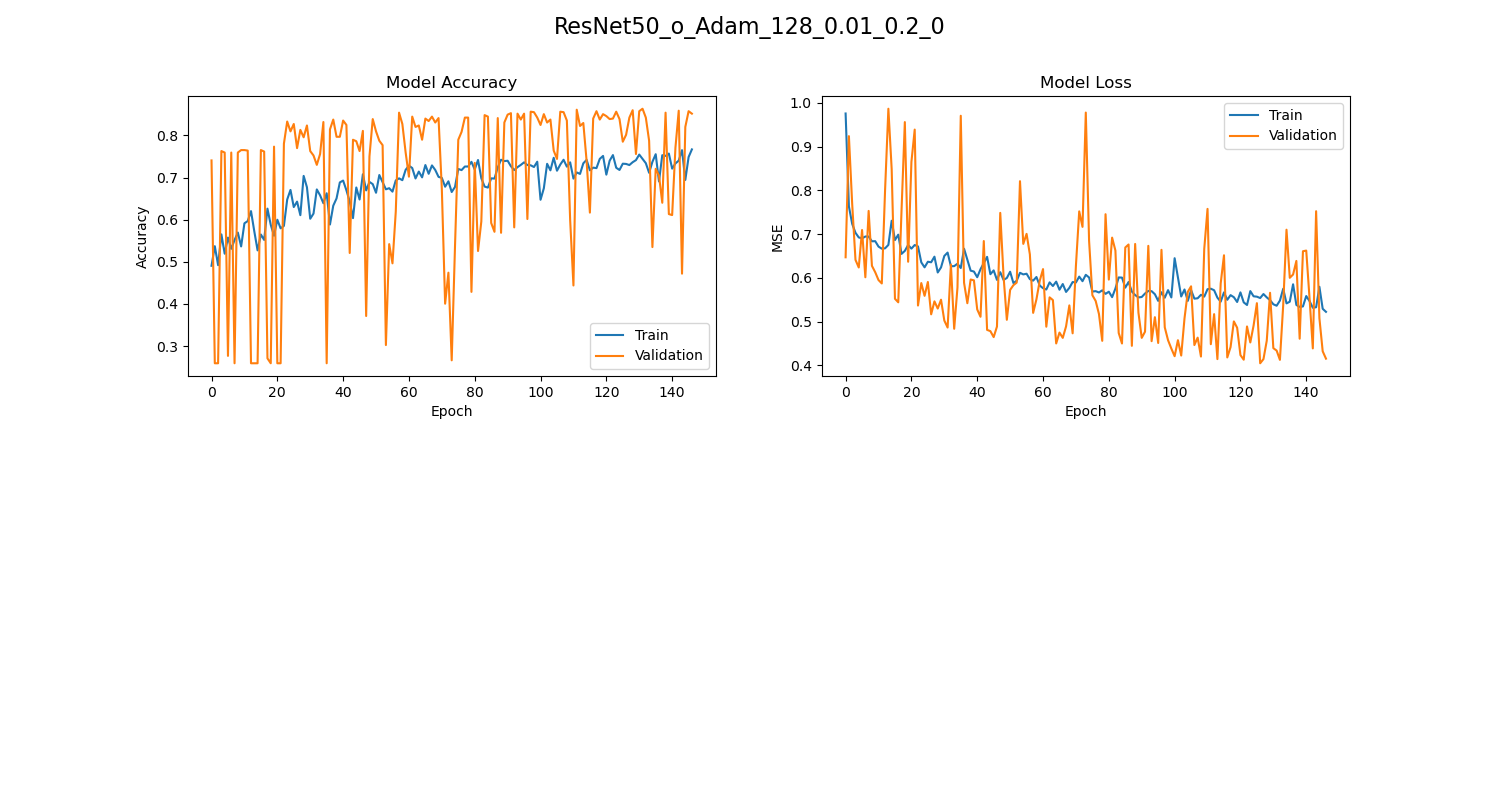 ResNet50_o_Adam_128_0.01_0.2_0
Model Accuracy
Accuracy
0.8
0.7
0.6
0.5
0.4
0.3
Train
Validation
0 20 40 60 80 100 120 140
Epoch
Model Loss
MSE
1.0
0.9
0.8
0.7
0.6
0.5
0.4
Train
Validation
0 20 40 60 80 100 120 140
Epoch